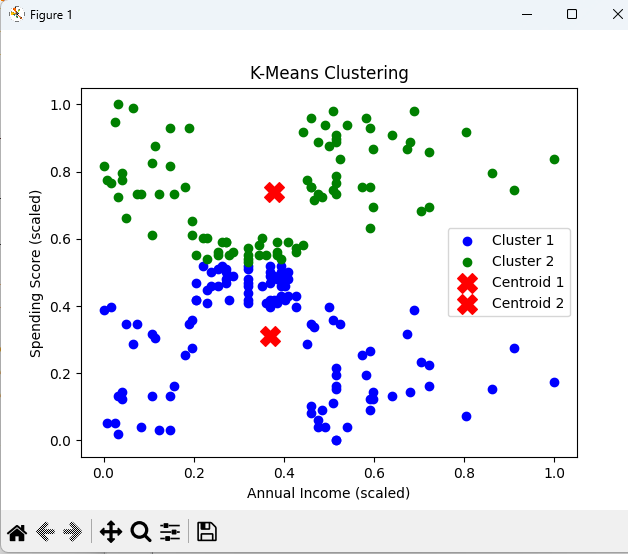 Figure 1
K-Means Clustering
1.0
0.8
0.6
0.4
0.2
0.0
Spending Score (scaled)
Cluster 1
Cluster 2
Centroid 1
Centroid 2
0.0 0.2 0.4 0.6 0.8 1.0
Annual Income (scaled)